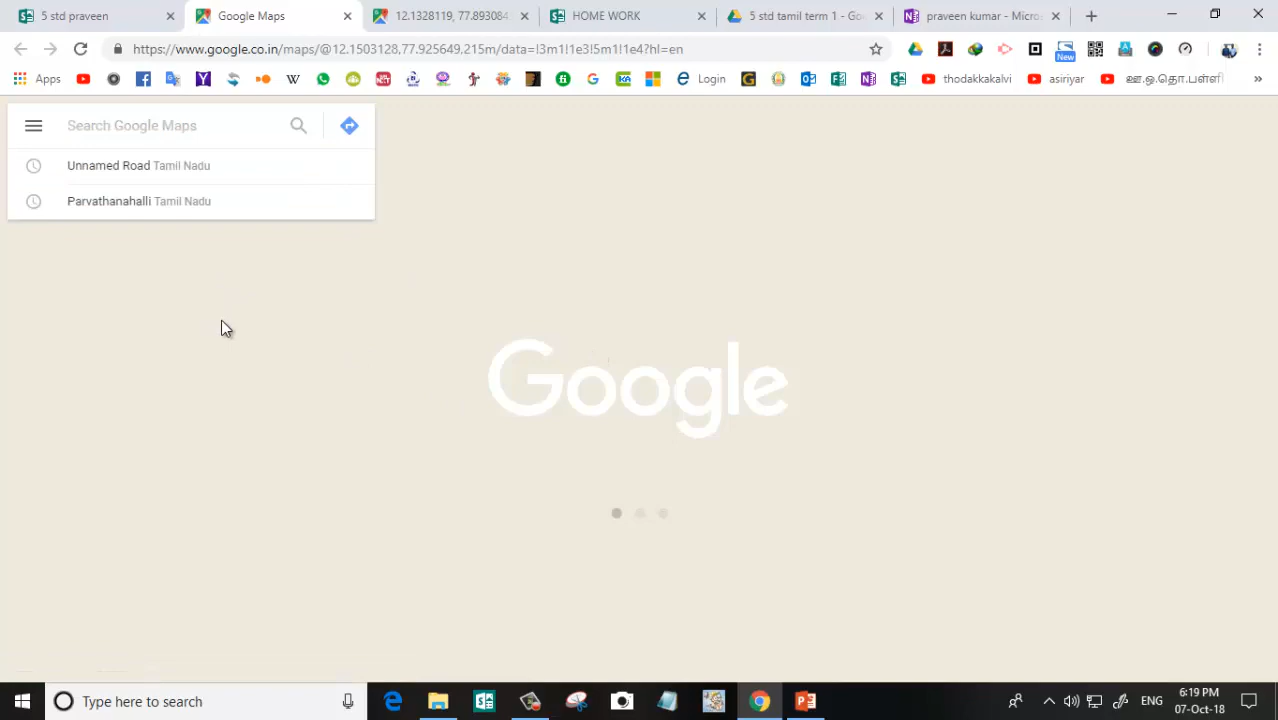 5 std praveen
Google Maps
12.1328119, 77.893084
HOME WORK
5 std tamil term 1 - Go
praveen kumar - Micros
https://www.google.co.in/maps/@12.1503128,77.925649,215m/data=!3m1!1e3!5m1!1e4?hl=en
New
Apps
Login
thodakkakalvi
asiriyar
ஊ.ஒ.தொ.பள்ளி
»
Search Google Maps
Unnamed Road Tamil Nadu
Parvathanahalli Tamil Nadu
Google
Type here to search
ENG
6:19 PM
07-Oct-18